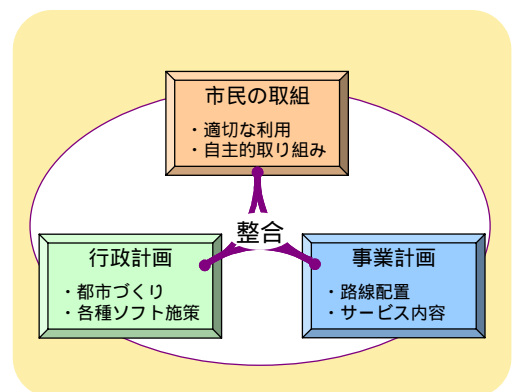 市民の取組
・適切な利用
・自主的取り組み
整合
行政計画
・都市づくり
・各種ソフト施策
事業計画
・路線配置
・サービス内容